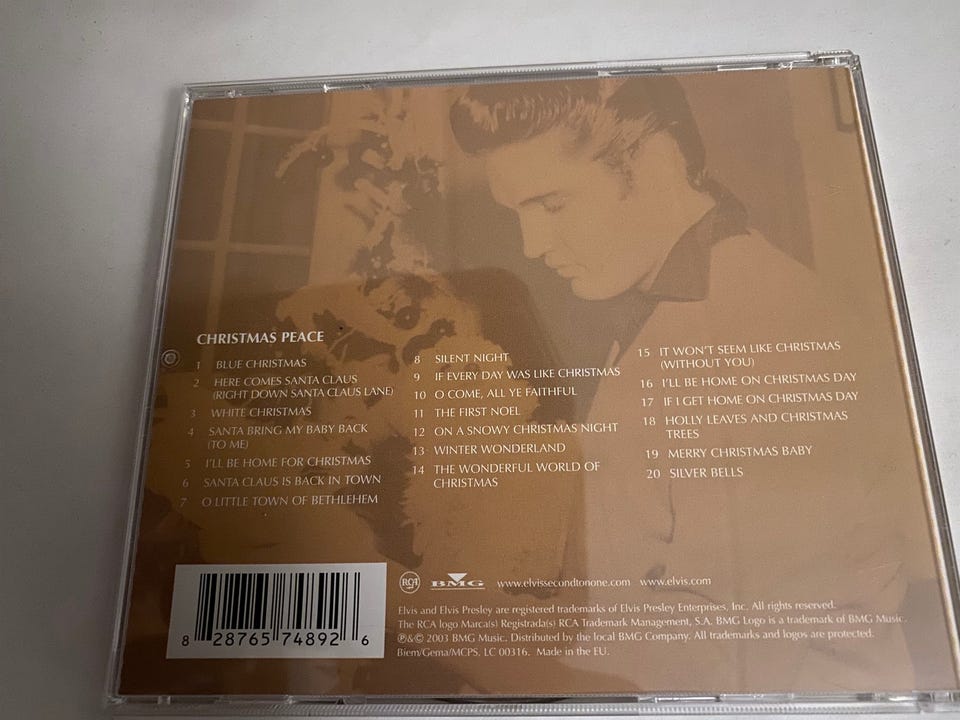 CHRISTMAS PEACE
1 BLUE CHRISTMAS
2 HERE COMES SANTA CLAUS
(RIGHT DOWN SANTA CLAUS LANE)
3 WHITE CHRISTMAS
4 SANTA BRING MY BABY BACK
(TO ME)
5 I'LL BE HOME FOR CHRISTMAS
6 SANTA CLAUS IS BACK IN TOWN
7 O LITTLE TOWN OF BETHLEHEM
8 SILENT NIGHT
9 IF EVERY DAY WAS LIKE CHRISTMAS
10 O COME, ALL YE FAITHFUL
11 THE FIRST NOEL
12 ON A SNOWY CHRISTMAS NIGHT
13 WINTER WONDERLAND
14 THE WONDERFUL WORLD OF
CHRISTMAS
15 IT WON'T SEEM LIKE CHRISTMAS
(WITHOUT YOU)
16 I'LL BE HOME ON CHRISTMAS DAY
17 IF I GET HOME ON CHRISTMAS DAY
18 HOLLY LEAVES AND CHRISTMAS
TREES
19 MERRY CHRISTMAS BABY
20 SILVER BELLS
8 28765 74892 6
RCA BMG www.elvissecondtonone.com www.elvis.com
Elvis and Elvis Presley are registered trademarks of Elvis Presley Enterprises, Inc. All rights reserved.
The RCA logo Marca(s) Registrada(s) RCA Trademark Management, S.A. BMG Logo is a trademark of BMG Music.
℗&© 2003 BMG Music. Distributed by the local BMG Company. All trademarks and logos are protected.
Biem/Gema/MCPS. LC 00316. Made in the EU.